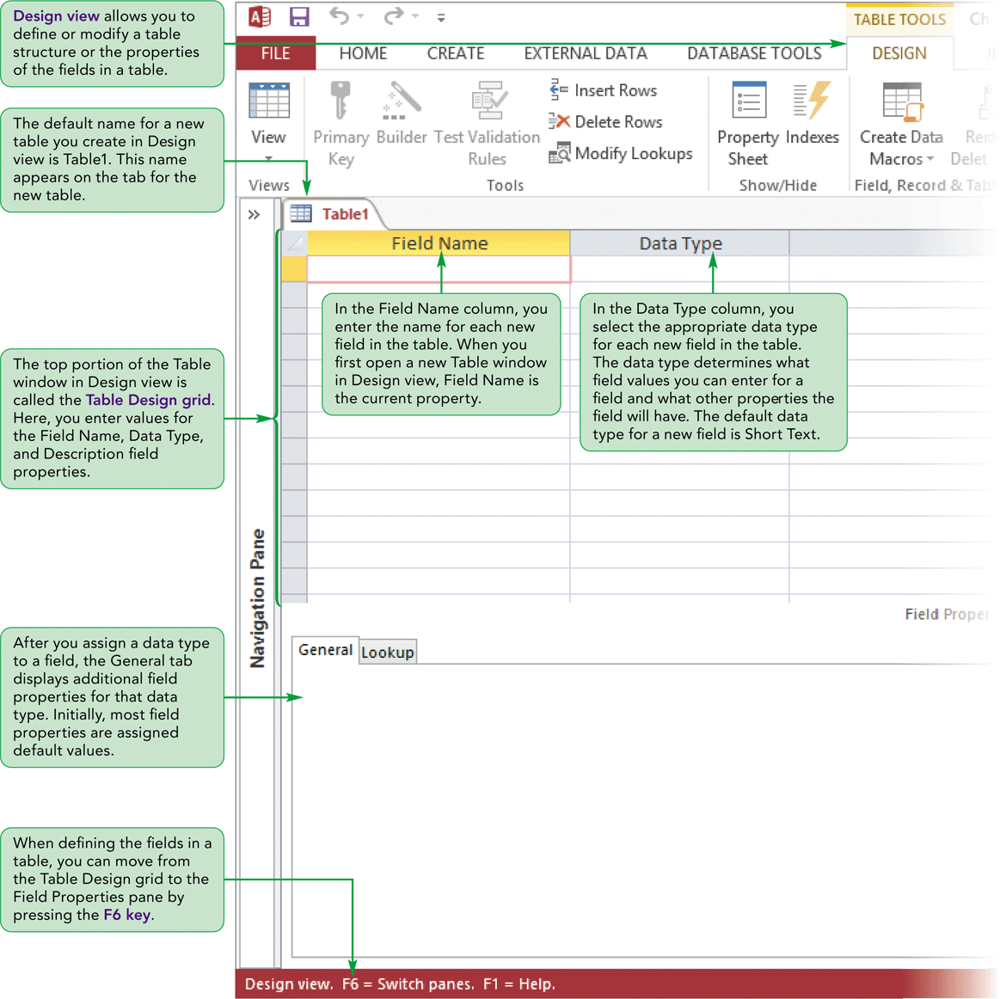 Design view allows you to
define or modify a table
structure or the properties
of the fields in a table.
The default name for a new
table you create in Design
view is Table1. This name
appears on the tab for the
new table.
The top portion of the Table
window in Design view is
called the Table Design grid.
Here, you enter values for
the Field Name, Data Type,
and Description field
properties.
After you assign a data type
to a field, the General tab
displays additional field
properties for that data
type. Initially, most field
properties are assigned
default values.
When defining the fields in a
table, you can move from
the Table Design grid to the
Field Properties pane by
pressing the F6 key.
TABLE TOOLS Ch
FILE HOME CREATE EXTERNAL DATA DATABASE TOOLS DESIGN
View
Primary
Key
Builder
Test Validation
Rules
Insert Rows
Delete Rows
Modify Lookups
Property
Sheet
Indexes
Create Data
Macros
Delet
Views Tools Show/Hide Field, Record & Tabl
Table1
Field Name Data Type
In the Field Name column, you
enter the name for each new
field in the table. When you
first open a new Table window
in Design view, Field Name is
the current property.
In the Data Type column, you
select the appropriate data type
for each new field in the table.
The data type determines what
field values you can enter for a
field and what other properties the
field will have. The default data
type for a new field is Short Text.
Navigation Pane
Field Proper
General Lookup
Design view. F6 = Switch panes. F1 = Help.